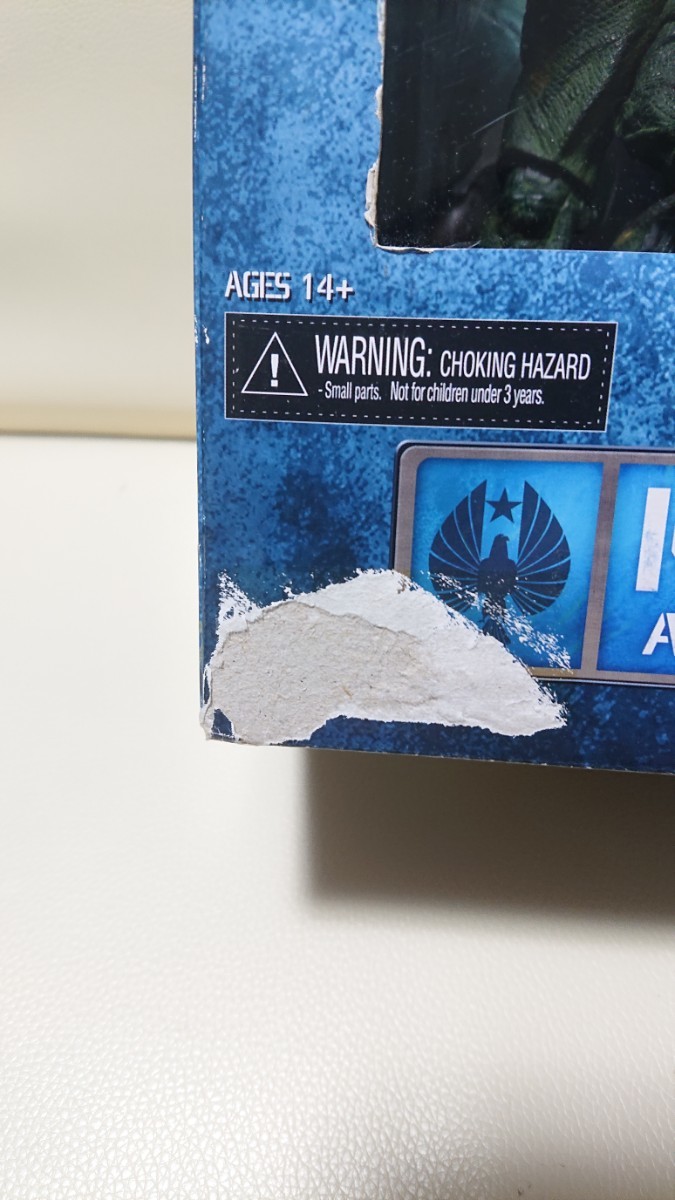 AGES 14+
WARNING: CHOKING HAZARD
- Small parts. Not for children under 3 years.